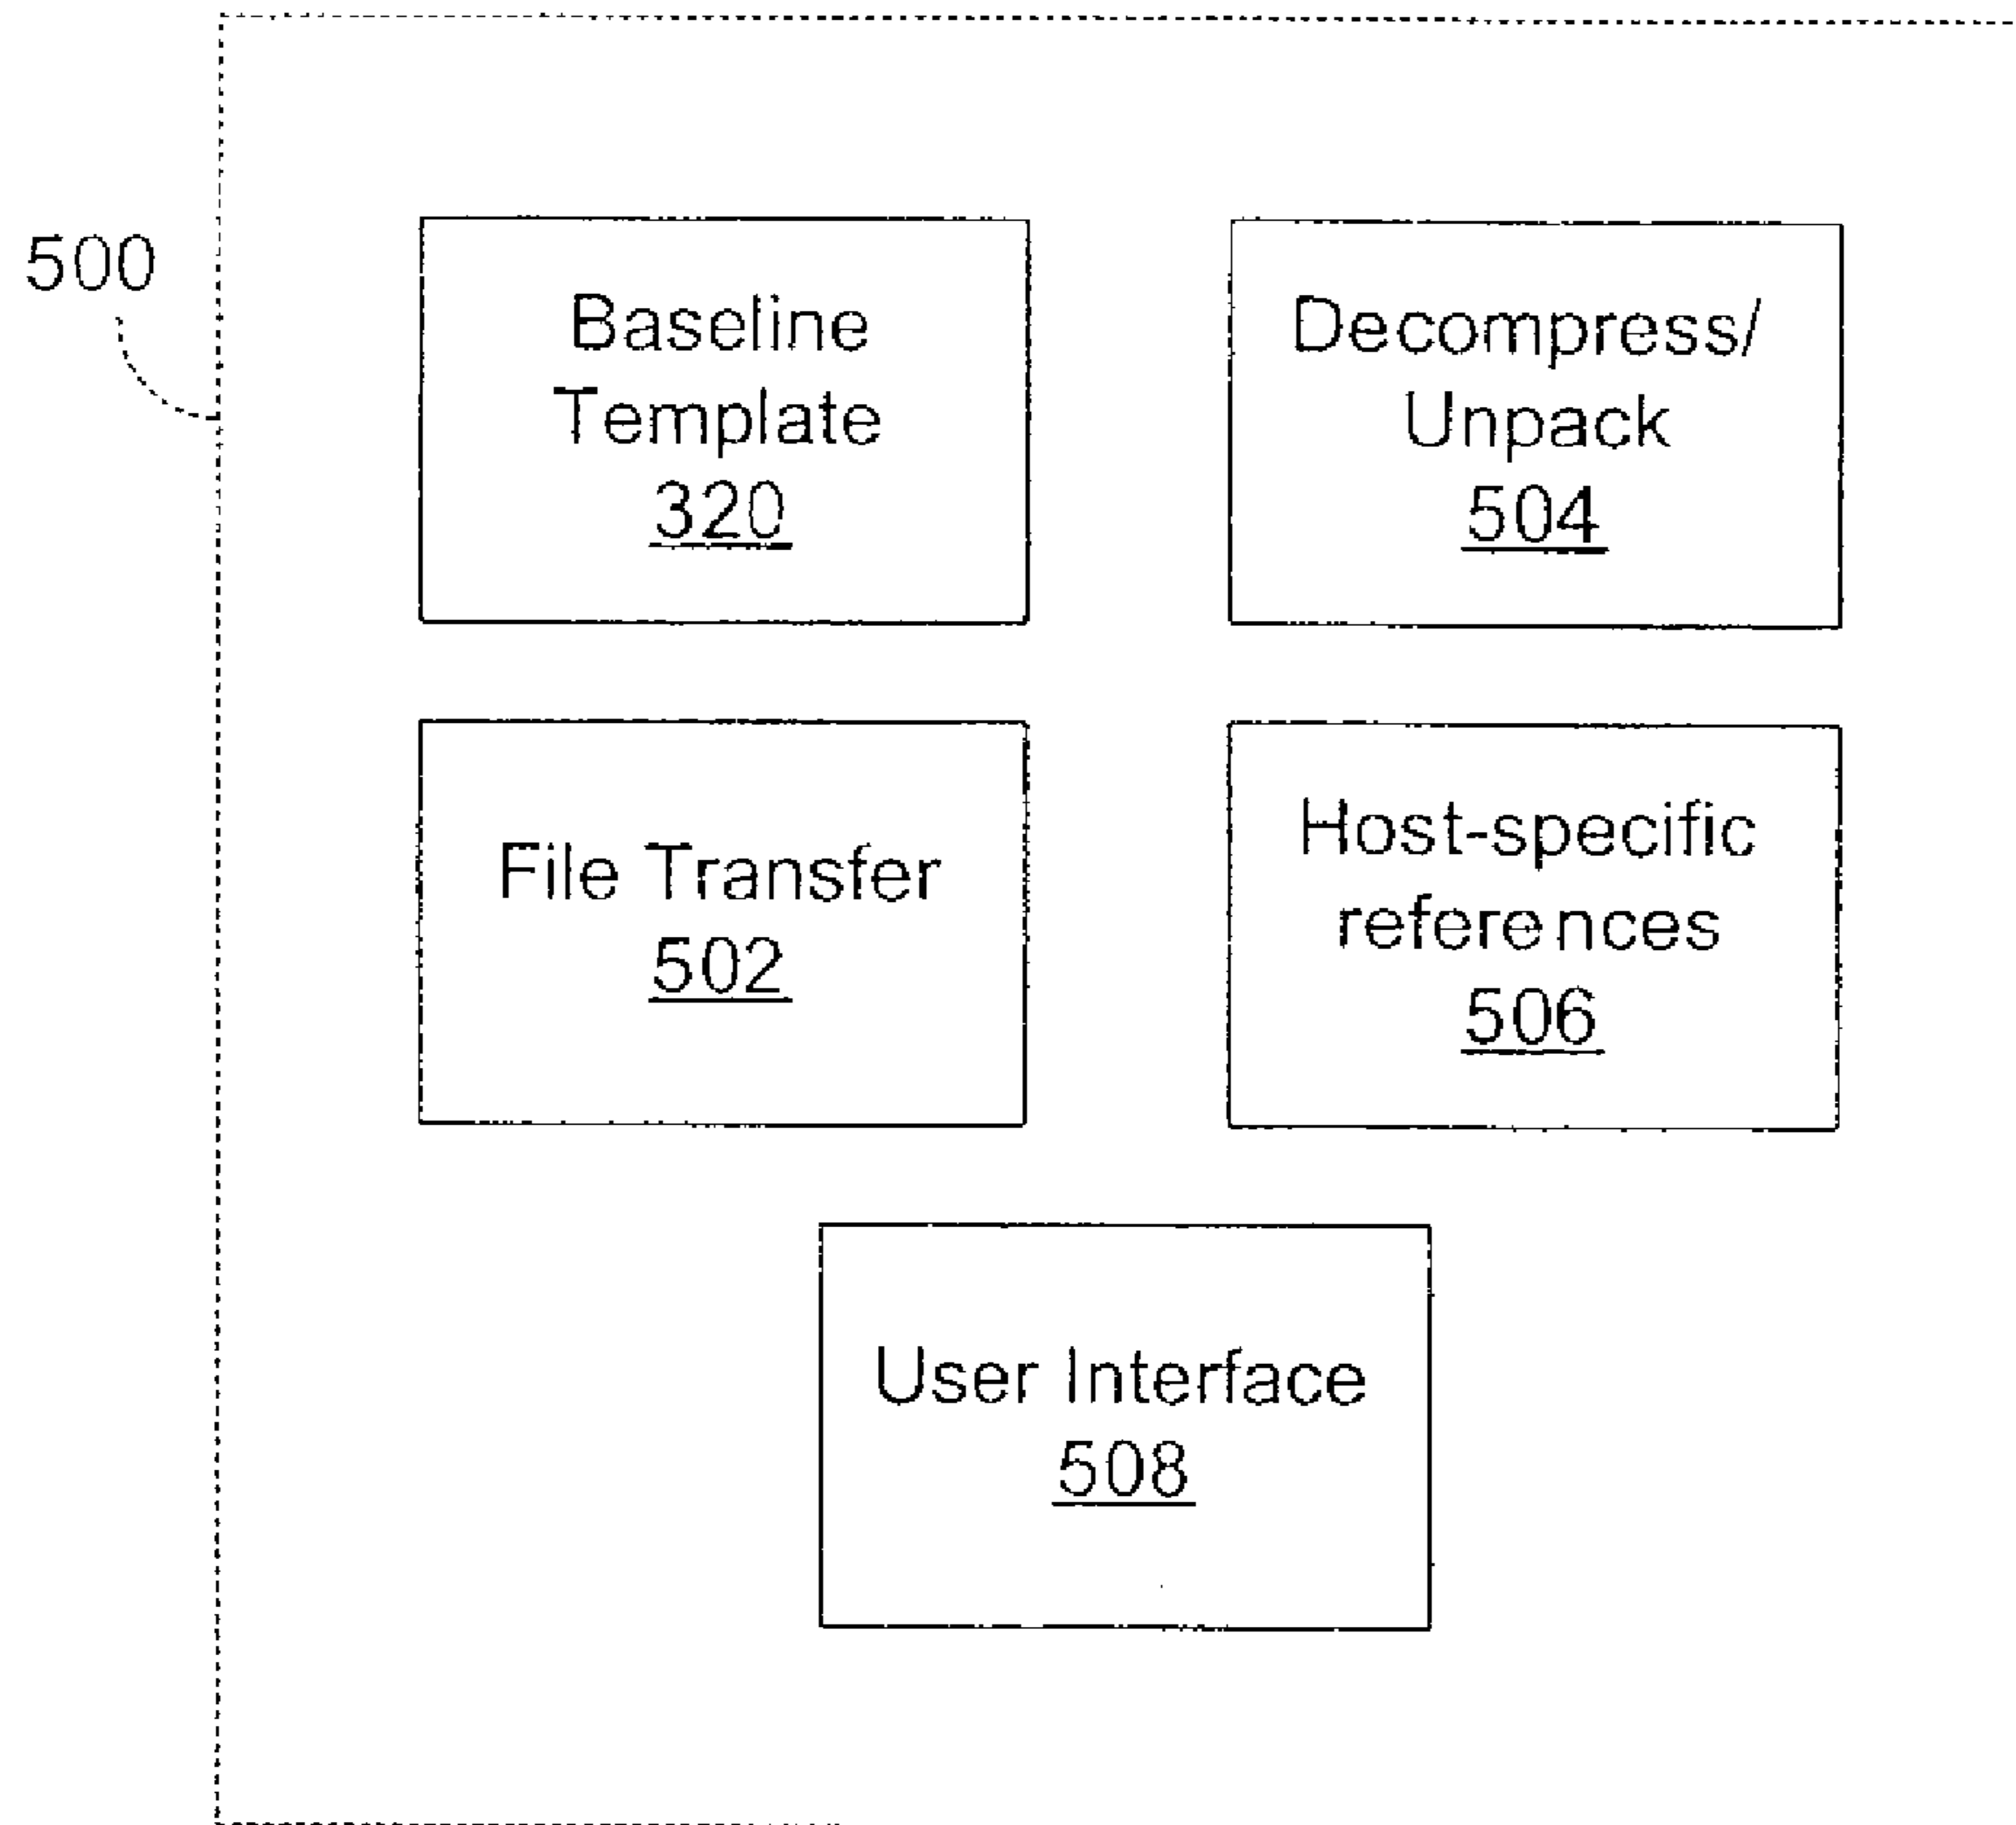 500
Baseline
Template
320
Decompress/
Unpack
504
File Transfer
502
Host-specific
references
506
User Interface
508